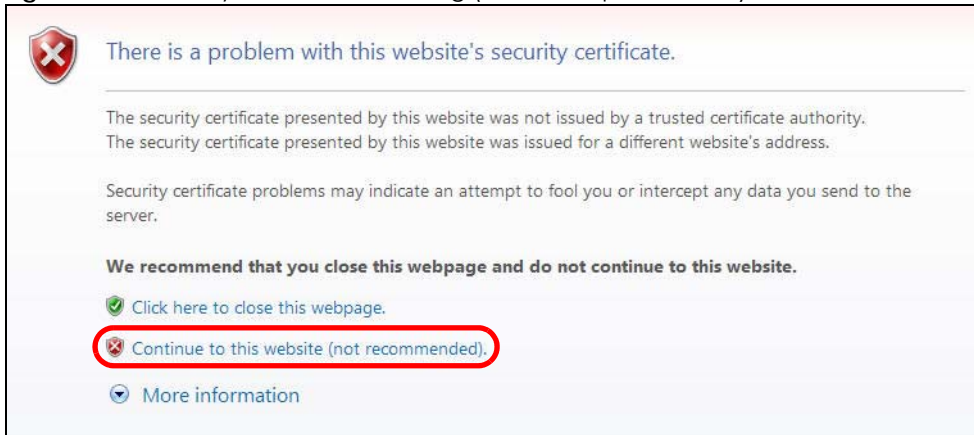 There is a problem with this website's security certificate.
The security certificate presented by this website was not issued by a trusted certificate authority.
The security certificate presented by this website was issued for a different website's address.
Security certificate problems may indicate an attempt to fool you or intercept any data you send to the
server.
We recommend that you close this webpage and do not continue to this website.
Click here to close this webpage.
Continue to this website (not recommended).
More information